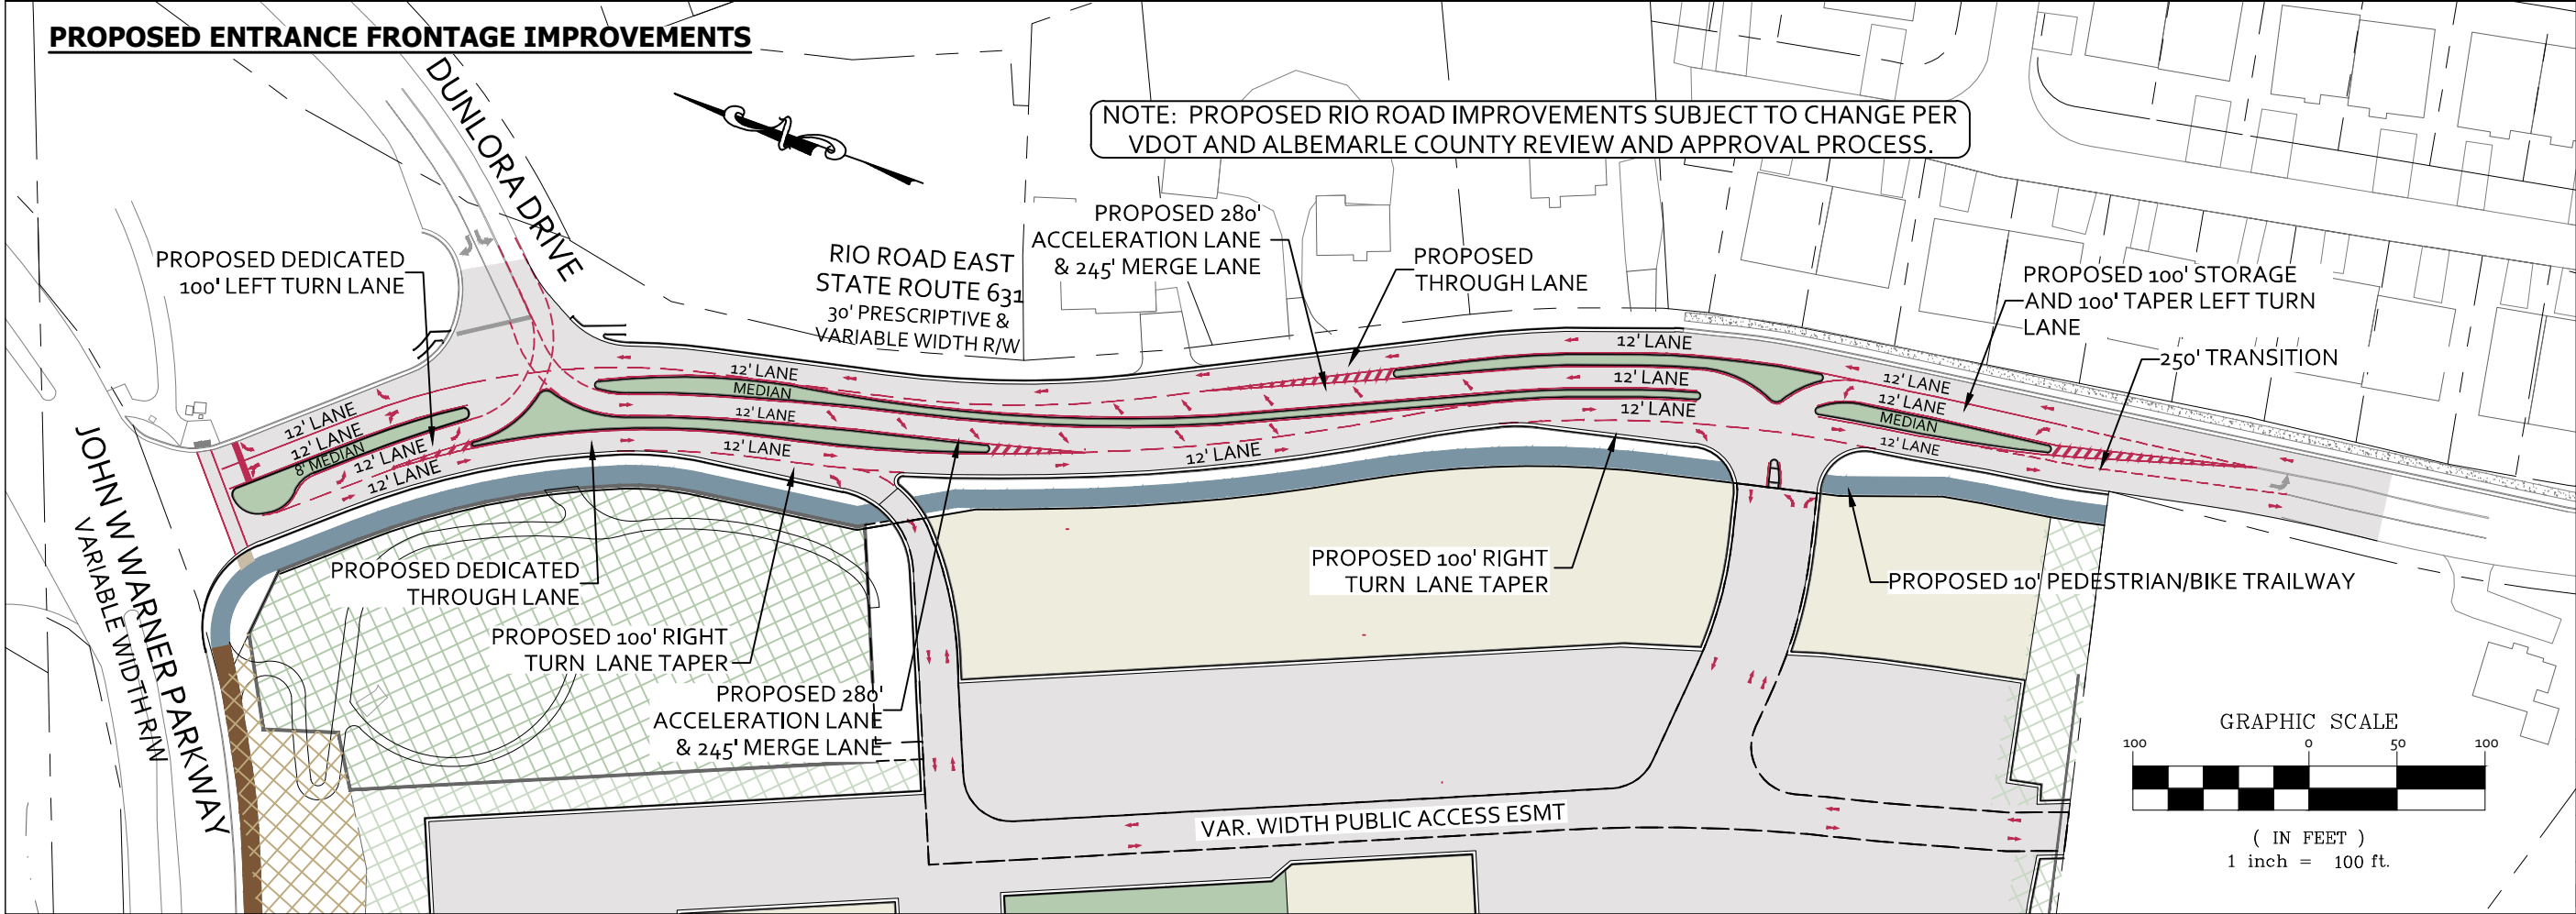 PROPOSED ENTRANCE FRONTAGE IMPROVEMENTS
DUNLORA DRIVE
NOTE: PROPOSED RIO ROAD IMPROVEMENTS SUBJECT TO CHANGE PER
VDOT AND ALBEMARLE COUNTY REVIEW AND APPROVAL PROCESS.
PROPOSED DEDICATED
100' LEFT TURN LANE
RIO ROAD EAST
STATE ROUTE 631
30' PRESCRIPTIVE &
VARIABLE WIDTH R/W
PROPOSED 280'
ACCELERATION LANE
& 245' MERGE LANE
PROPOSED
THROUGH LANE
PROPOSED 100' STORAGE
AND 100' TAPER LEFT TURN
LANE
250' TRANSITION
12' LANE
12' LANE
8' MEDIAN
12' LANE
12' LANE
12' LANE
MEDIAN
12' LANE
12' LANE
12' LANE
12' LANE
12' LANE
12' LANE
12' LANE
12' LANE
MEDIAN
12' LANE
JOHN W WARNER PARKWAY
VARIABLE WIDTH R/W
PROPOSED DEDICATED
THROUGH LANE
PROPOSED 100' RIGHT
TURN LANE TAPER
PROPOSED 280'
ACCELERATION LANE
& 245' MERGE LANE
PROPOSED 100' RIGHT
TURN LANE TAPER
PROPOSED 10' PEDESTRIAN/BIKE TRAILWAY
VAR. WIDTH PUBLIC ACCESS ESMT
GRAPHIC SCALE
100 0 50 100
( IN FEET )
1 inch = 100 ft.